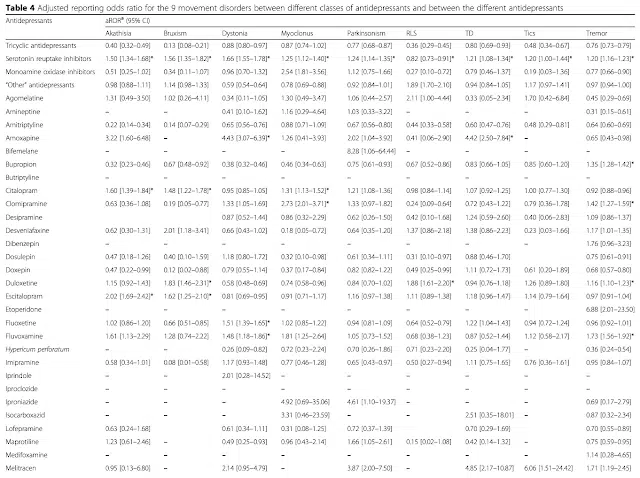 Table 4 Adjusted reporting odds ratio for the 9 movement disorders between different classes of antidepressants and between the different antidepressants
Antidepressants aRORᵃ (95% CI)
Akathisia Bruxism Dystonia Myoclonus Parkinsonism RLS TD Tics Tremor
Tricyclic antidepressants 0.40 [0.32–0.49] 0.13 [0.08–0.21] 0.88 [0.80–0.97] 0.87 [0.74–1.02] 0.77 [0.68–0.87] 0.36 [0.29–0.45] 0.80 [0.69–0.93] 0.48 [0.34–0.67] 0.76 [0.73–0.79]
Serotonin reuptake inhibitors 1.50 [1.34–1.68]* 1.56 [1.35–1.82]* 1.66 [1.55–1.78]* 1.25 [1.12–1.40]* 1.24 [1.14–1.35]* 0.82 [0.73–0.91]* 1.21 [1.08–1.34]* 1.20 [1.00–1.44]* 1.20 [1.16–1.23]*
Monoamine oxidase inhibitors 0.51 [0.25–1.02] 0.34 [0.11–1.07] 0.96 [0.70–1.32] 2.54 [1.81–3.56] 1.12 [0.75–1.66] 0.27 [0.10–0.72] 0.79 [0.46–1.37] 0.19 [0.03–1.36] 0.77 [0.66–0.90]
“Other” antidepressants 0.98 [0.88–1.11] 1.14 [0.98–1.33] 0.59 [0.54–0.64] 0.78 [0.69–0.88] 0.92 [0.84–1.01] 1.89 [1.70–2.10] 0.94 [0.84–1.05] 1.17 [0.97–1.41] 0.97 [0.94–1.00]
Agomelatine 1.31 [0.49–3.50] 1.02 [0.26–4.11] 0.34 [0.11–1.05] 1.30 [0.49–3.47] 1.06 [0.44–2.57] 2.11 [1.00–4.44] 0.33 [0.05–2.34] 1.70 [0.42–6.84] 0.45 [0.29–0.69]
Amineptine – – 0.41 [0.10–1.62] 1.16 [0.29–4.64] 1.03 [0.33–3.22] – – – 0.31 [0.15–0.61]
Amitriptyline 0.22 [0.14–0.34] 0.14 [0.07–0.29] 0.65 [0.56–0.76] 0.88 [0.71–1.09] 0.67 [0.56–0.80] 0.44 [0.33–0.58] 0.60 [0.47–0.76] 0.48 [0.29–0.81] 0.64 [0.60–0.69]
Amoxapine 3.22 [1.60–6.48] – 4.43 [3.07–6.39]* 1.26 [0.41–3.93] 2.02 [1.04–3.92] 0.41 [0.06–2.90] 4.42 [2.50–7.84]* – 0.65 [0.43–0.98]
Bifemelane – – – – 8.28 [1.06–64.44] – – – –
Bupropion 0.32 [0.23–0.46] 0.67 [0.48–0.92] 0.38 [0.32–0.46] 0.46 [0.34–0.63] 0.75 [0.61–0.93] 0.67 [0.52–0.86] 0.83 [0.66–1.05] 0.85 [0.60–1.20] 1.35 [1.28–1.42]*
Butriptyline – – – – – – – – –
Citalopram 1.60 [1.39–1.84]* 1.48 [1.22–1.78]* 0.95 [0.85–1.05] 1.31 [1.13–1.52]* 1.21 [1.08–1.36] 0.98 [0.84–1.14] 1.07 [0.92–1.25] 1.00 [0.77–1.30] 0.92 [0.88–0.96]
Clomipramine 0.63 [0.36–1.08] 0.19 [0.05–0.77] 1.33 [1.05–1.69] 2.73 [2.01–3.71]* 1.33 [0.97–1.82] 0.24 [0.09–0.64] 0.72 [0.43–1.22] 0.79 [0.36–1.78] 1.42 [1.27–1.59]*
Desipramine 0.87 [0.52–1.44] 0.86 [0.32–2.29] 0.62 [0.26–1.50] 0.42 [0.10–1.68] 1.24 [0.59–2.60] 0.40 [0.06–2.83] 1.09 [0.86–1.37]
Desvenlafaxine 0.62 [0.30–1.31] 2.01 [1.18–3.41] 0.66 [0.43–1.02] 0.18 [0.05–0.72] 0.64 [0.35–1.20] 1.37 [0.86–2.18] 1.38 [0.86–2.23] 0.23 [0.03–1.66] 1.17 [1.01–1.35]
Dibenzepin – – – – – – – – 1.76 [0.96–3.23]
Dosulepin 0.47 [0.18–1.26] 0.40 [0.10–1.59] 1.18 [0.80–1.72] 0.32 [0.10–0.98] 0.61 [0.34–1.11] 0.31 [0.10–0.97] 0.88 [0.46–1.70] 0.75 [0.61–0.91]
Doxepin 0.47 [0.22–0.99] 0.12 [0.02–0.88] 0.79 [0.55–1.14] 0.37 [0.17–0.84] 0.82 [0.82–1.22] 0.49 [0.25–0.99] 1.11 [0.72–1.73] 0.61 [0.20–1.89] 0.68 [0.57–0.80]
Duloxetine 1.15 [0.92–1.43] 1.83 [1.46–2.31]* 0.58 [0.48–0.69] 0.74 [0.58–0.96] 0.84 [0.70–1.02] 1.88 [1.61–2.20]* 0.94 [0.76–1.18] 1.26 [0.89–1.80] 1.16 [1.10–1.23]*
Escitalopram 2.02 [1.69–2.42]* 1.62 [1.25–2.10]* 0.81 [0.69–0.95] 0.91 [0.71–1.17] 1.16 [0.97–1.38] 1.11 [0.89–1.38] 1.18 [0.96–1.47] 1.14 [0.79–1.64] 0.97 [0.91–1.04]
Etoperidone – – – – – – – – 6.88 [2.01–23.50]
Fluoxetine 1.02 [0.86–1.20] 0.66 [0.51–0.85] 1.51 [1.39–1.65]* 1.02 [0.85–1.22] 0.94 [0.81–1.09] 0.64 [0.52–0.79] 1.22 [1.04–1.43] 0.94 [0.72–1.24] 0.96 [0.92–1.01]
Fluvoxamine 1.61 [1.13–2.29] 1.28 [0.74–2.22] 1.48 [1.18–1.86]* 1.81 [1.25–2.64] 1.05 [0.73–1.52] 0.68 [0.38–1.23] 0.87 [0.52–1.44] 1.12 [0.58–2.17] 1.73 [1.56–1.92]*
Hypericum perforatum – – 0.26 [0.09–0.82] 0.72 [0.23–2.24] 0.70 [0.26–1.86] 0.71 [0.23–2.20] 0.25 [0.04–1.77] – 0.36 [0.24–0.54]
Imipramine 0.58 [0.34–1.01] 0.08 [0.01–0.58] 1.17 [0.93–1.48] 0.77 [0.46–1.28] 0.65 [0.43–0.97] 0.50 [0.27–0.94] 1.11 [0.75–1.65] 0.76 [0.36–1.61] 0.95 [0.84–1.07]
Iprindole – – 2.01 [0.28–14.52] – – – – – –
Iproclozide – – – – – – – – –
Iproniazide – – – 4.92 [0.69–35.06] 4.61 [1.10–19.37] – – – 0.69 [0.17–2.79]
Isocarboxazid – – – 3.31 [0.46–23.59] – – 2.51 [0.35–18.01] – 0.87 [0.32–2.34]
Lofepramine 0.63 [0.24–1.68] 0.61 [0.34–1.11] 0.31 [0.08–1.25] 0.72 [0.37–1.39] 0.70 [0.29–1.69] 0.70 [0.55–0.89]
Maprotiline 1.23 [0.61–2.46] – 0.49 [0.25–0.93] 0.96 [0.43–2.14] 1.66 [1.05–2.61] 0.15 [0.02–1.08] 0.42 [0.14–1.32] – 0.75 [0.59–0.95]
Medifoxamine – – – – – – – – 1.14 [0.28–4.65]
Melitracen 0.95 [0.13–6.80] – 2.14 [0.95–4.79] – 3.87 [2.00–7.50] – 4.85 [2.17–10.87] 6.06 [1.51–24.42] 1.71 [1.19–2.45]